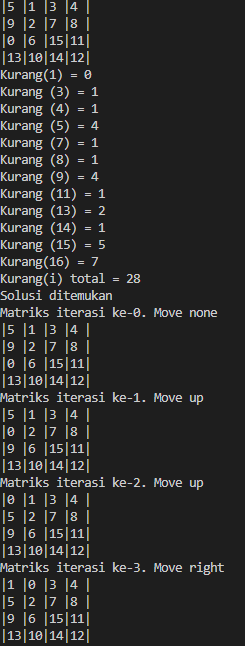 |5 |1 |3 |4 |
|9 |2 |7 |8 |
|0 |6 |15|11|
|13|10|14|12|
Kurang(1) = 0
Kurang (3) = 1
Kurang (4) = 1
Kurang (5) = 4
Kurang (7) = 1
Kurang (8) = 1
Kurang (9) = 4
Kurang (11) = 1
Kurang (13) = 2
Kurang (14) = 1
Kurang (15) = 5
Kurang(16) = 7
Kurang(i) total = 28
Solusi ditemukan
Matriks iterasi ke-0. Move none
|5 |1 |3 |4 |
|9 |2 |7 |8 |
|0 |6 |15|11|
|13|10|14|12|
Matriks iterasi ke-1. Move up
|5 |1 |3 |4 |
|0 |2 |7 |8 |
|9 |6 |15|11|
|13|10|14|12|
Matriks iterasi ke-2. Move up
|0 |1 |3 |4 |
|5 |2 |7 |8 |
|9 |6 |15|11|
|13|10|14|12|
Matriks iterasi ke-3. Move right
|1 |0 |3 |4 |
|5 |2 |7 |8 |
|9 |6 |15|11|
|13|10|14|12|